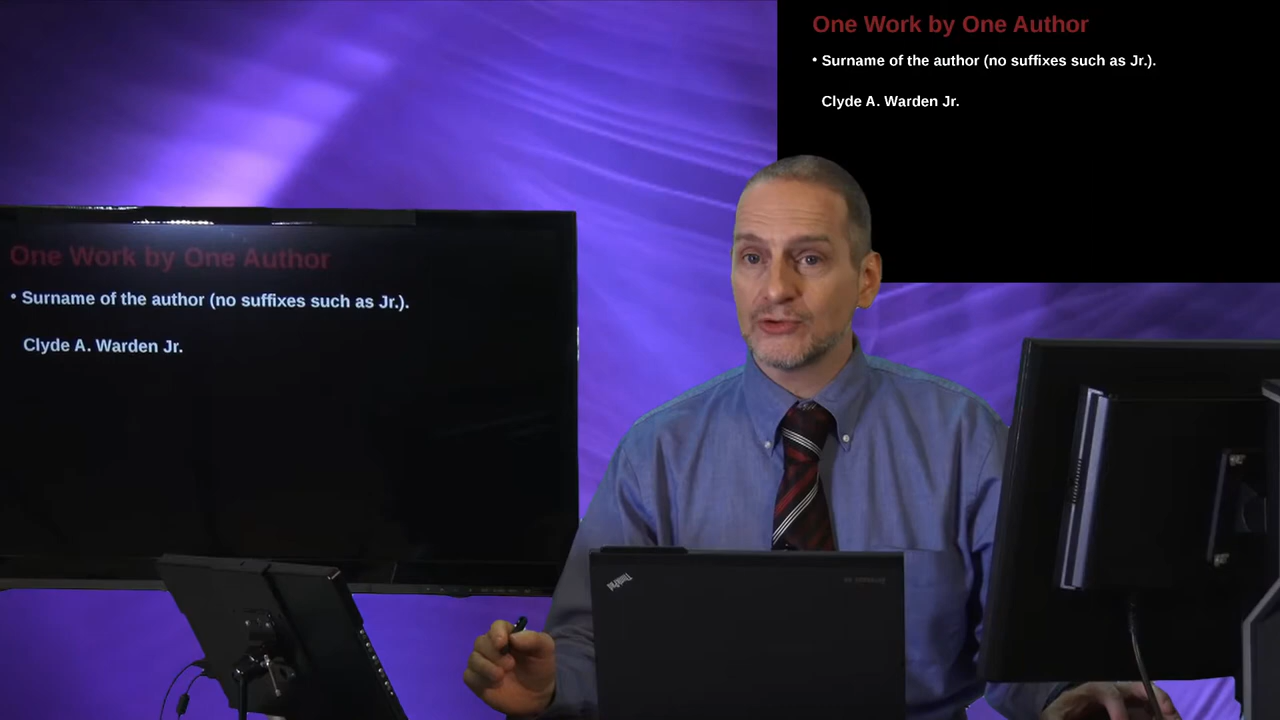 One Work by One Author
• Surname of the author (no suffixes such as Jr.).
Clyde A. Warden Jr.
One Work by One Author
• Surname of the author (no suffixes such as Jr.).
Clyde A. Warden Jr.
ThinkPad